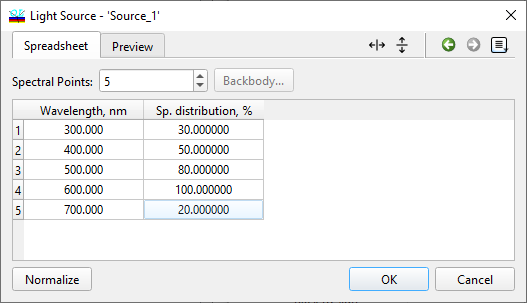 Light Source - 'Source_1'
Spreadsheet Preview
Spectral Points: 5 Backbody...
Wavelength, nm Sp. distribution, %
1 300.000 30.000000
2 400.000 50.000000
3 500.000 80.000000
4 600.000 100.000000
5 700.000 20.000000
Normalize OK Cancel